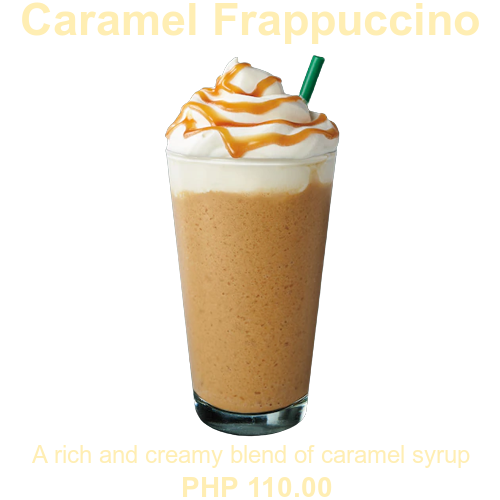 Caramel Frappuccino
A rich and creamy blend of caramel syrup
PHP 110.00